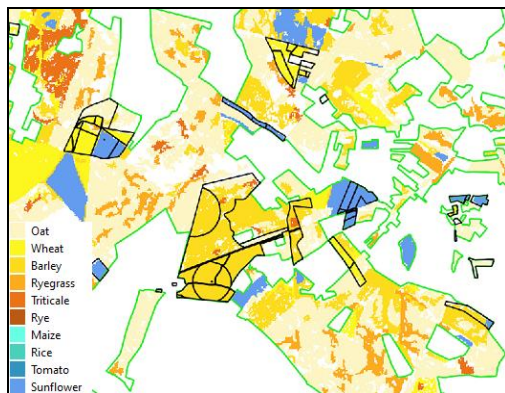 Oat
Wheat
Barley
Ryegrass
Triticale
Rye
Maize
Rice
Tomato
Sunflower